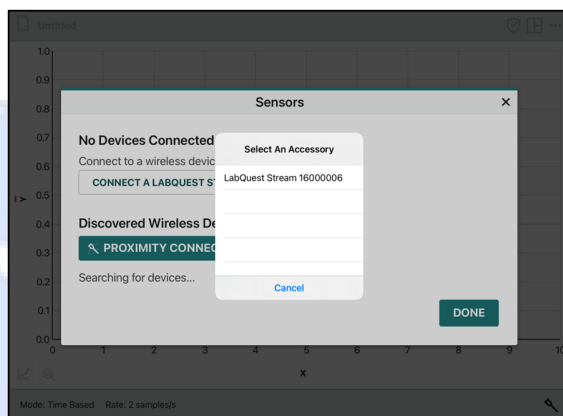 Untitled
1.0
0.9
0.8
0.7
0.6
0.5
0.4
0.3
0.2
0.1
0.0
Y
Sensors
×
No Devices Connected
Connect to a wireless devic
CONNECT A LABQUEST ST
Discovered Wireless De
PROXIMITY CONNEC
Searching for devices...
Select An Accessory
LabQuest Stream 16000006
Cancel
DONE
0 1 2 3 4 5 6 7 8 9 10
X
Mode: Time Based Rate: 2 samples/s